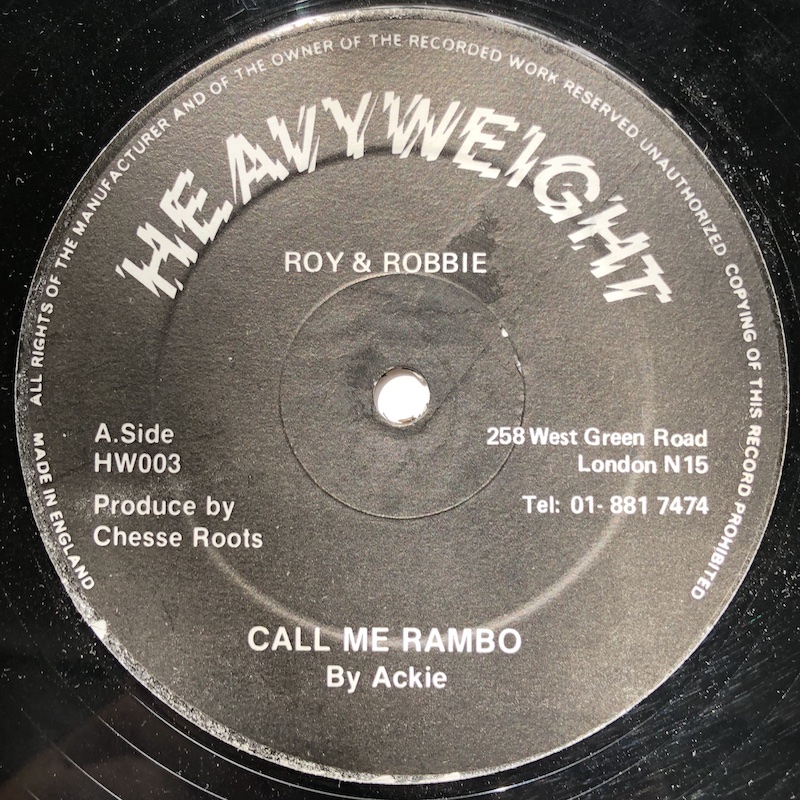 ALL RIGHTS OF THE MANUFACTURER AND OF THE OWNER OF THE RECORDED WORK RESERVED UNAUTHORIZED COPYING OF THIS RECORD PROHIBITED
HEAVYWEIGHT
ROY & ROBBIE
A.Side
HW003
Produce by
Chesse Roots
258 West Green Road
London N15
Tel: 01- 881 7474
CALL ME RAMBO
By Ackie
MADE IN ENGLAND